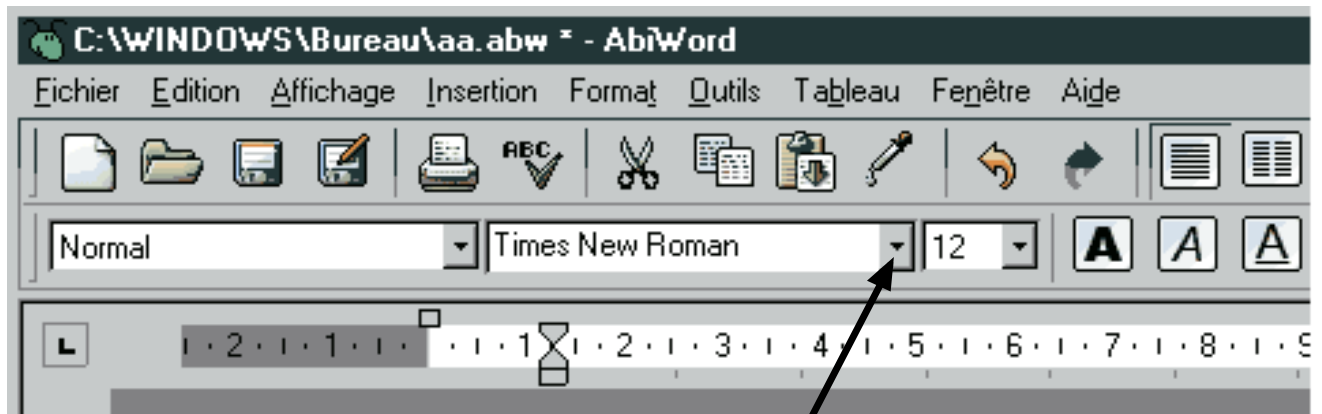 C:\WINDOWS\Bureau\aa.abw * - AbiWord
Fichier Edition Affichage Insertion Format Outils Tableau Fenêtre Aide
ABC
Normal Times New Roman 12 A A A
L 2 1 1 2 3 4 5 6 7 8 9